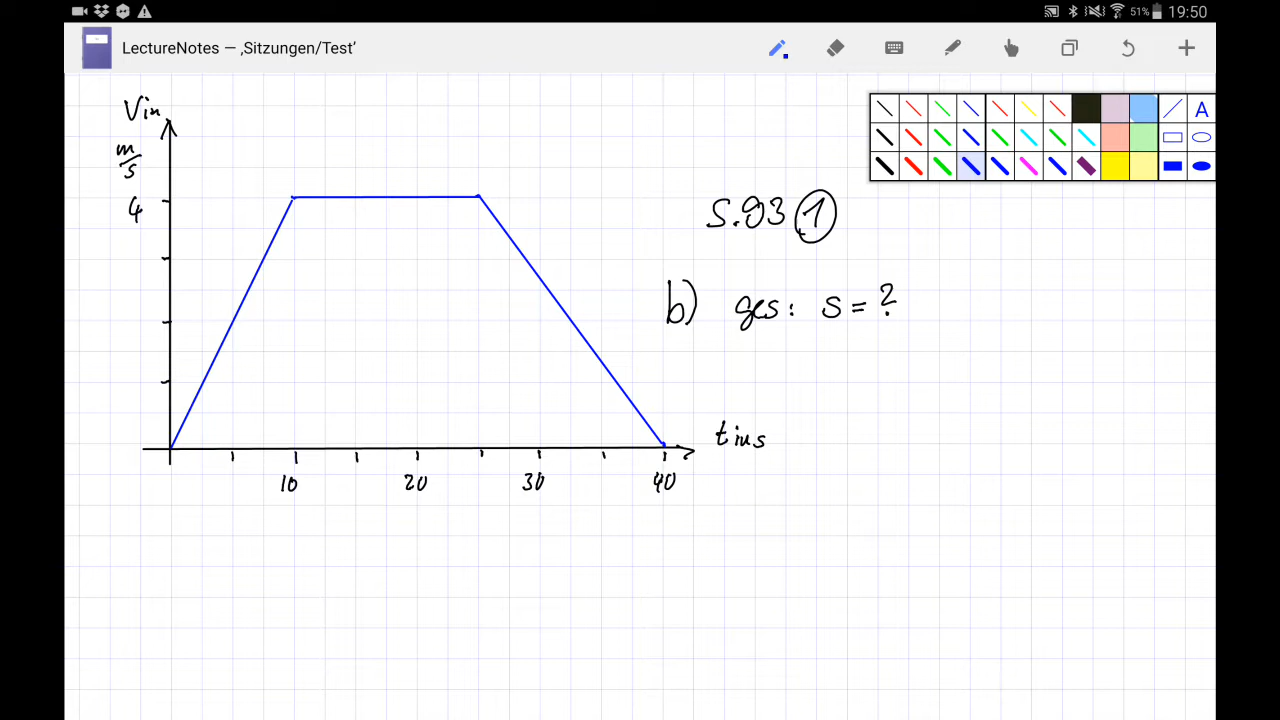 51% 19:50
LectureNotes — ‚Sitzungen/Test‘
A
V in
m/s
4
S. 93 1
b) ges: s = ?
t in s
10 20 30 40